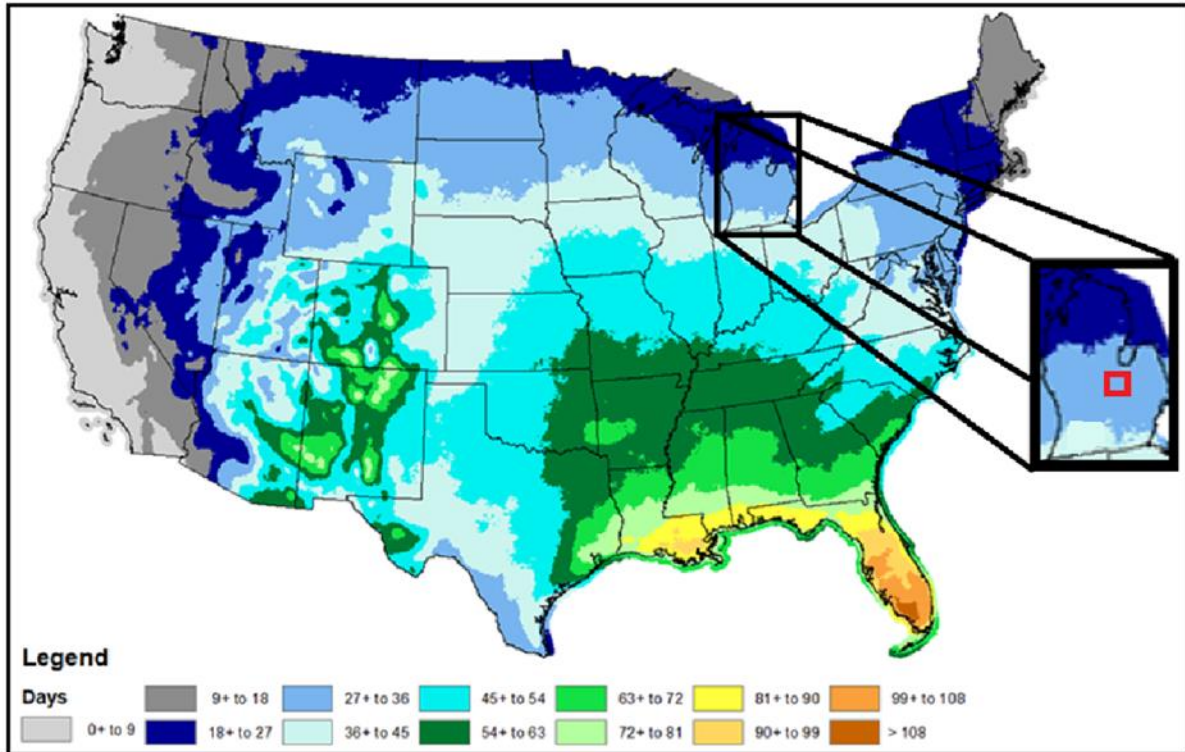 Legend
Days
9+ to 18 27+ to 36 45+ to 54 63+ to 72 81+ to 90 99+ to 108
0+ to 9 18+ to 27 36+ to 45 54+ to 63 72+ to 81 90+ to 99 > 108